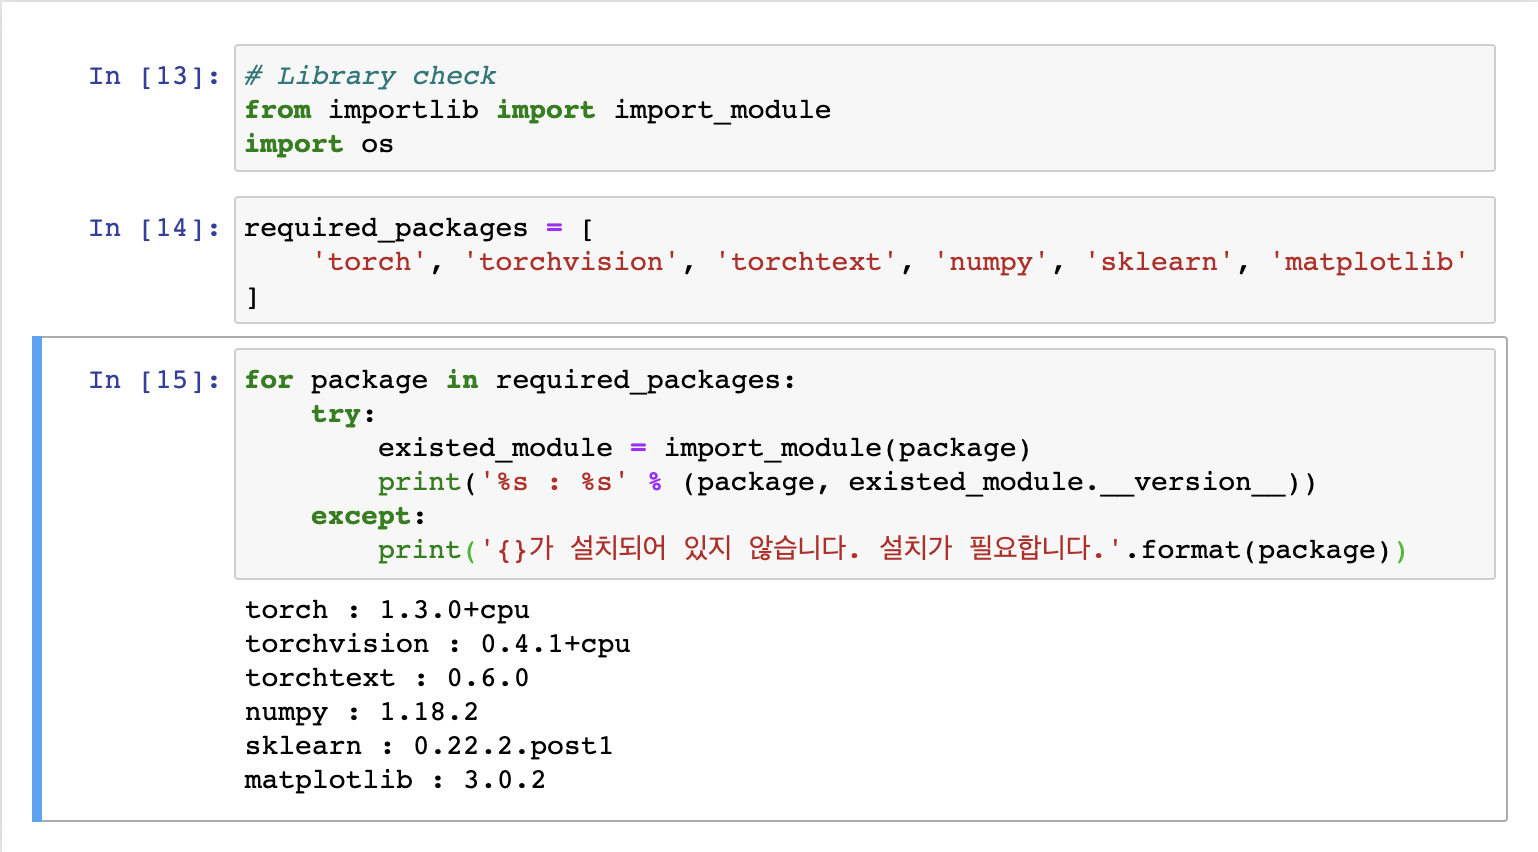 In [13]: # Library check
from importlib import import_module
import os
In [14]: required_packages = [
    'torch', 'torchvision', 'torchtext', 'numpy', 'sklearn', 'matplotlib'
]
In [15]: for package in required_packages:
    try:
        existed_module = import_module(package)
        print('%s : %s' % (package, existed_module.__version__))
    except:
        print('{}가 설치되어 있지 않습니다. 설치가 필요합니다.'.format(package))
torch : 1.3.0+cpu
torchvision : 0.4.1+cpu
torchtext : 0.6.0
numpy : 1.18.2
sklearn : 0.22.2.post1
matplotlib : 3.0.2